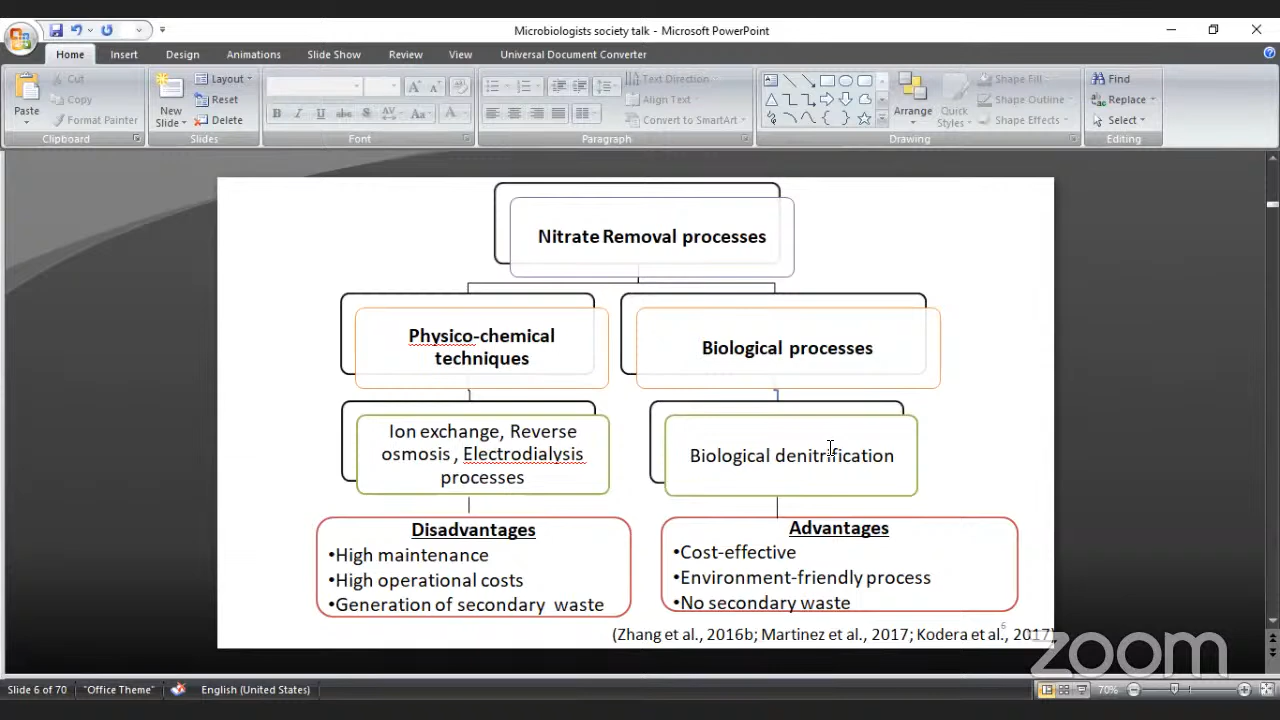 Microbiologists society talk - Microsoft PowerPoint
Home Insert Design Animations Slide Show Review View Universal Document Converter
Paste
Cut
Copy
Format Painter
Clipboard
New Slide
Layout
Reset
Delete
Slides
Font
Text Direction
Align Text
Convert to SmartArt
Paragraph
Arrange
Quick Styles
Shape Fill
Shape Outline
Shape Effects
Drawing
Find
Replace
Select
Editing
Nitrate Removal processes
Physico-chemical
techniques
Biological processes
Ion exchange, Reverse
osmosis , Electrodialysis
processes
Biological denitrification
Disadvantages
•High maintenance
•High operational costs
•Generation of secondary waste
Advantages
•Cost-effective
•Environment-friendly process
•No secondary waste
(Zhang et al., 2016b; Martinez et al., 2017; Kodera et al., 2017)
zoom
Slide 6 of 70 "Office Theme" English (United States) 70%